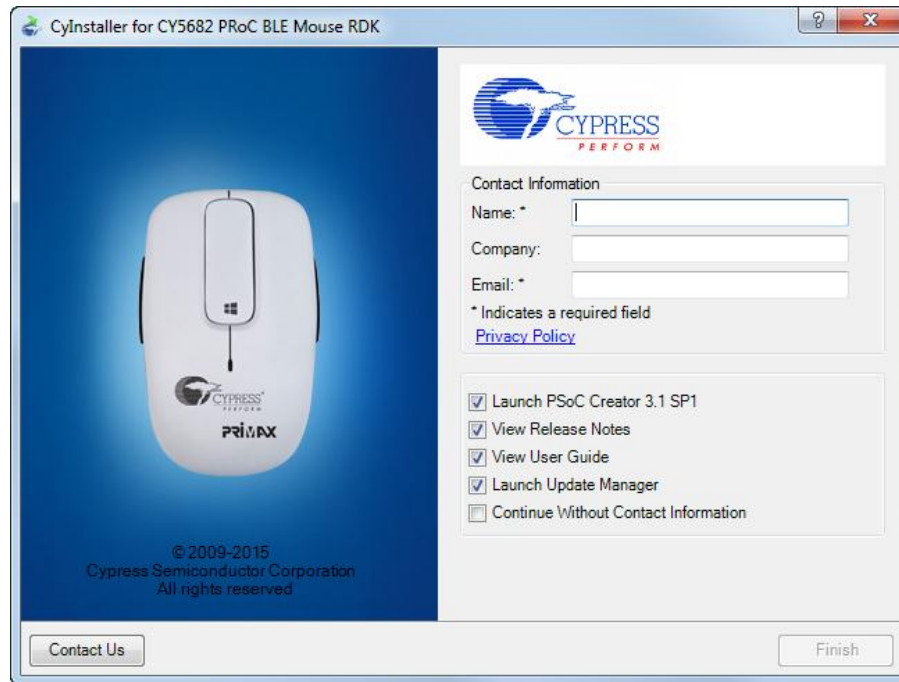 CyInstaller for CY5682 PRoC BLE Mouse RDK
CYPRESS
PERFORM
PRiMAX
© 2009-2015
Cypress Semiconductor Corporation
All rights reserved
CYPRESS
PERFORM
Contact Information
Name: *
Company:
Email: *
* Indicates a required field
Privacy Policy
Launch PSoC Creator 3.1 SP1
View Release Notes
View User Guide
Launch Update Manager
Continue Without Contact Information
Contact Us
Finish